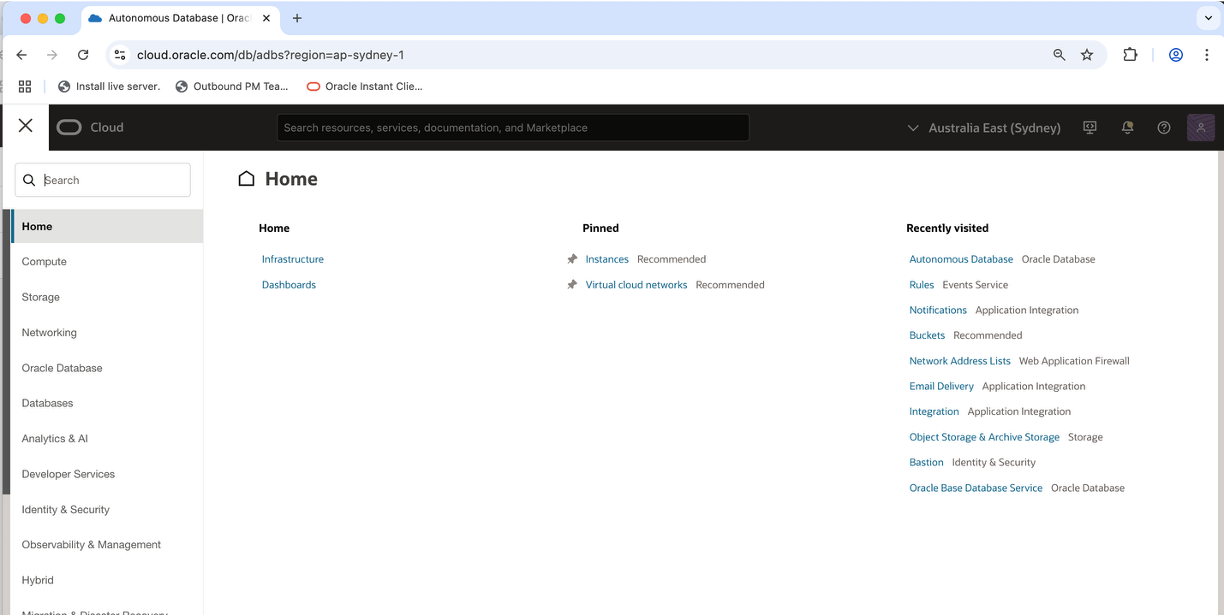 Autonomous Database | Orac
cloud.oracle.com/db/adbs?region=ap-sydney-1
Install live server.
Outbound PM Tea...
Oracle Instant Clie...
Cloud
Search resources, services, documentation, and Marketplace
Australia East (Sydney)
Search
Home
Compute
Storage
Networking
Oracle Database
Databases
Analytics & AI
Developer Services
Identity & Security
Observability & Management
Hybrid
Migration & Disaster Recovery
Home
Home
Infrastructure
Dashboards
Pinned
Instances Recommended
Virtual cloud networks Recommended
Recently visited
Autonomous Database Oracle Database
Rules Events Service
Notifications Application Integration
Buckets Recommended
Network Address Lists Web Application Firewall
Email Delivery Application Integration
Integration Application Integration
Object Storage & Archive Storage Storage
Bastion Identity & Security
Oracle Base Database Service Oracle Database